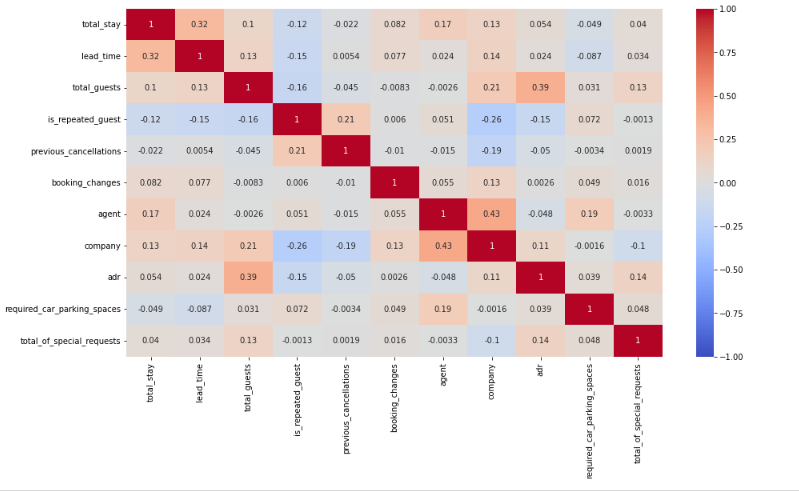 total_stay 1 0.32 0.1 -0.12 -0.022 0.082 0.17 0.13 0.054 -0.049 0.04
lead_time 0.32 1 0.13 -0.15 0.0054 0.077 0.024 0.14 0.024 -0.087 0.034
total_guests 0.1 0.13 1 -0.16 -0.045 -0.0083 -0.0026 0.21 0.39 0.031 0.13
is_repeated_guest -0.12 -0.15 -0.16 1 0.21 0.006 0.051 -0.26 -0.15 0.072 -0.0013
previous_cancellations -0.022 0.0054 -0.045 0.21 1 -0.01 -0.015 -0.19 -0.05 -0.0034 0.0019
booking_changes 0.082 0.077 -0.0083 0.006 -0.01 1 0.055 0.13 0.0026 0.049 0.016
agent 0.17 0.024 -0.0026 0.051 -0.015 0.055 1 0.43 -0.048 0.19 -0.0033
company 0.13 0.14 0.21 -0.26 -0.19 0.13 0.43 1 0.11 -0.0016 -0.1
adr 0.054 0.024 0.39 -0.15 -0.05 0.0026 -0.048 0.11 1 0.039 0.14
required_car_parking_spaces -0.049 -0.087 0.031 0.072 -0.0034 0.049 0.19 -0.0016 0.039 1 0.048
total_of_special_requests 0.04 0.034 0.13 -0.0013 0.0019 0.016 -0.0033 -0.1 0.14 0.048 1
total_stay
lead_time
total_guests
is_repeated_guest
previous_cancellations
booking_changes
agent
company
adr
required_car_parking_spaces
total_of_special_requests
1.00
0.75
0.50
0.25
0.00
−0.25
−0.50
−0.75
−1.00